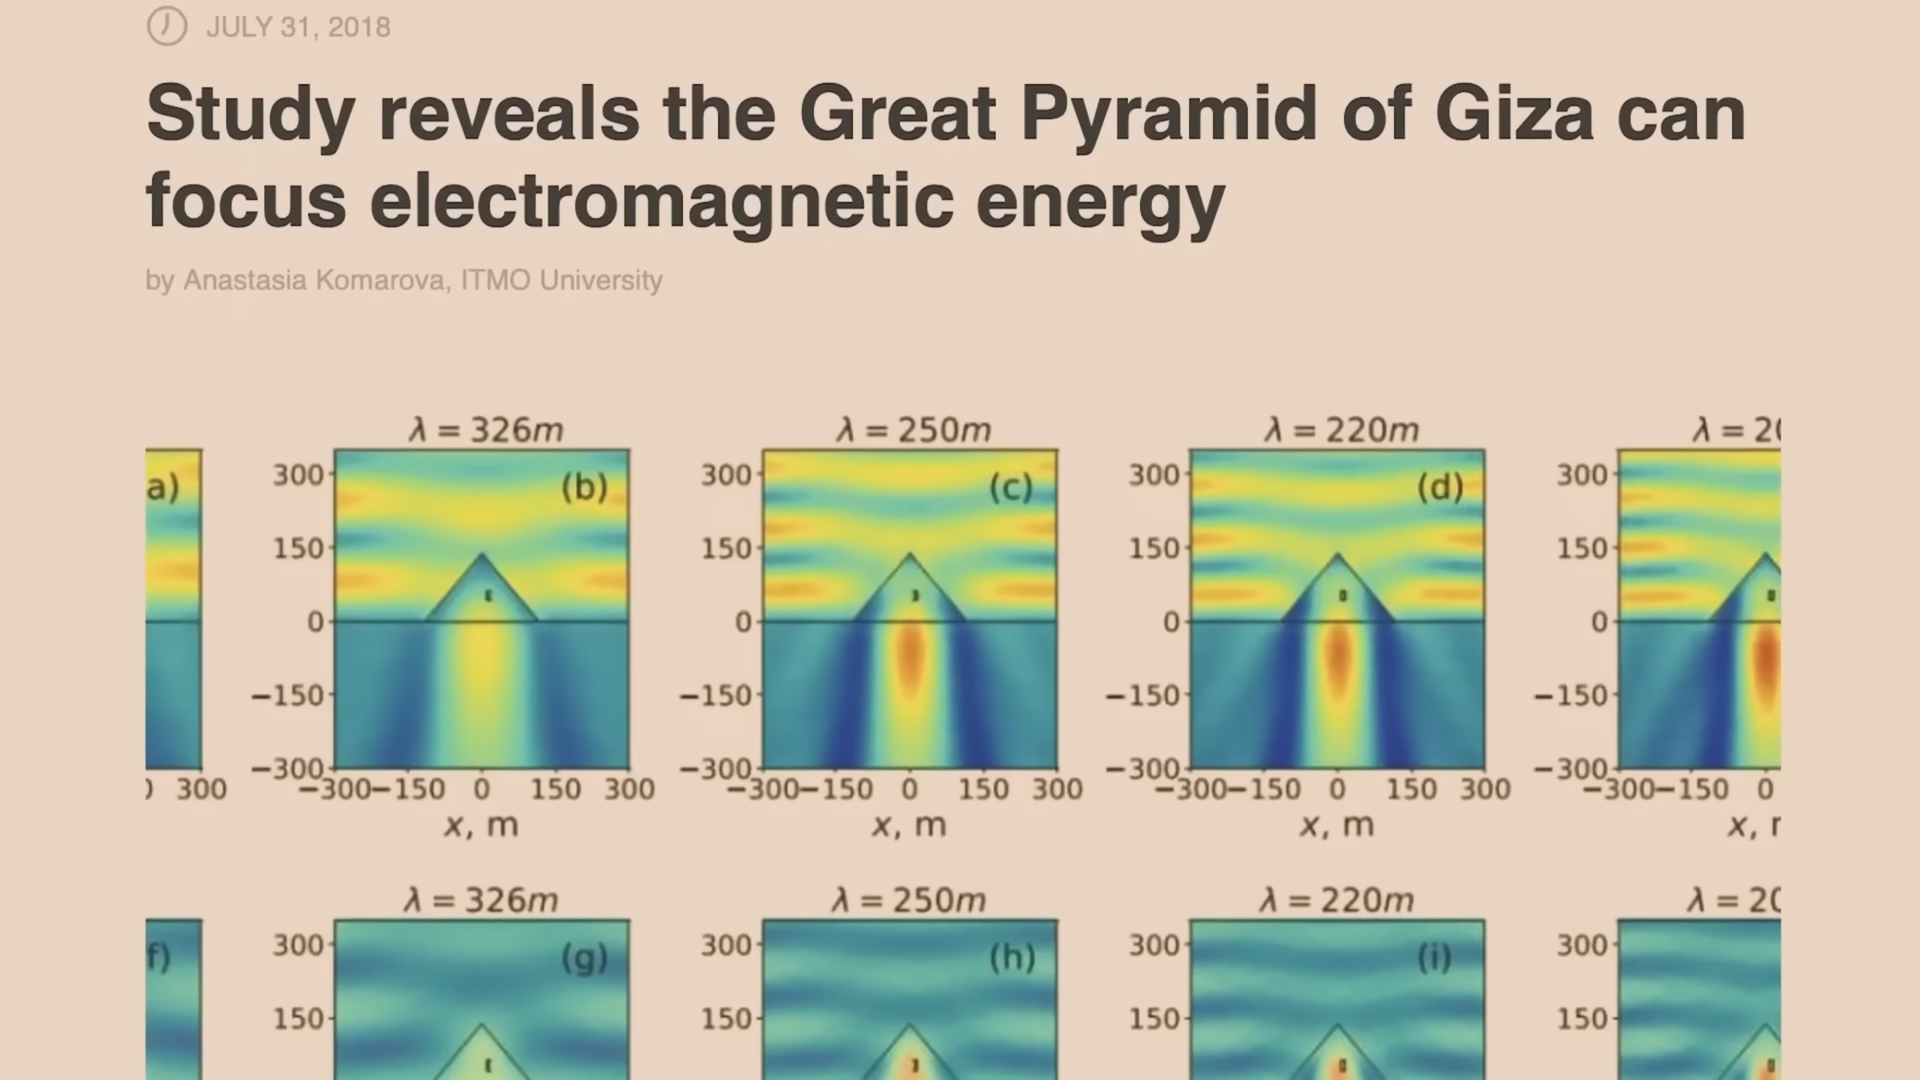 JULY 31, 2018
Study reveals the Great Pyramid of Giza can
focus electromagnetic energy
by Anastasia Komarova, ITMO University
λ = 326m
λ = 250m
λ = 220m
λ = 20
a)
(b)
(c)
(d)
300
300
300
300
150
150
150
150
0
0
0
0
−150
−150
−150
−150
−300
−300
−300
−300
300
−300 −150 0 150 300
−300 −150 0 150 300
−300 −150 0 150 300
−300 −150 0
x, m
x, m
x, m
x,
λ = 326m
λ = 250m
λ = 220m
λ = 20
f)
(g)
(h)
(i)
300
300
300
300
150
150
150
150